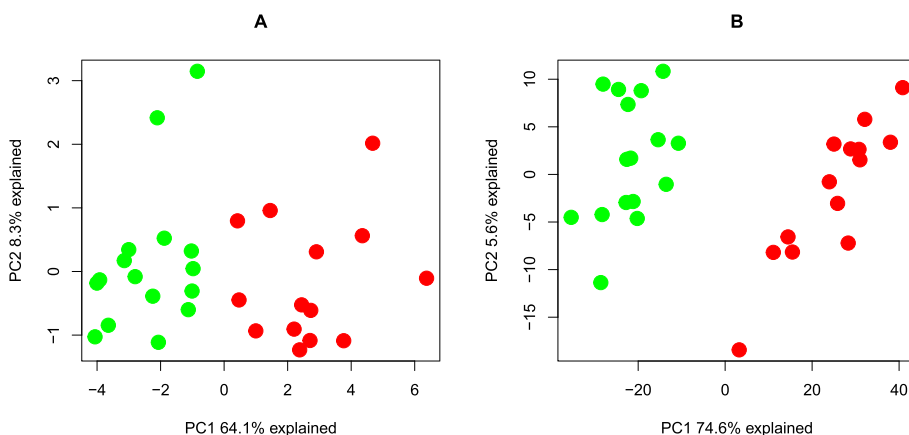 A
3
2
1
0
−1
PC2 8.3% explained
−4 −2 0 2 4 6
PC1 64.1% explained
B
10
5
0
−5
−10
−15
PC2 5.6% explained
−20 0 20 40
PC1 74.6% explained